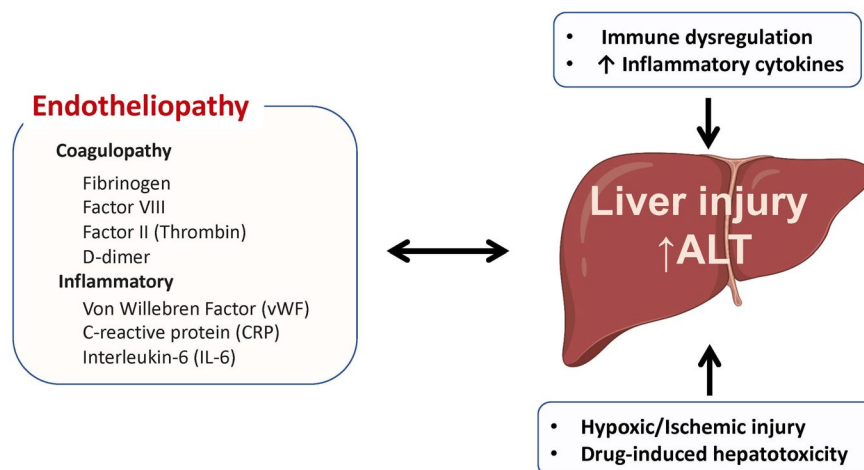 Endotheliopathy
Coagulopathy
Fibrinogen
Factor VIII
Factor II (Thrombin)
D-dimer
Inflammatory
Von Willebren Factor (vWF)
C-reactive protein (CRP)
Interleukin-6 (IL-6)
• Immune dysregulation
• ↑ Inflammatory cytokines
Liver injury
↑ALT
• Hypoxic/Ischemic injury
• Drug-induced hepatotoxicity